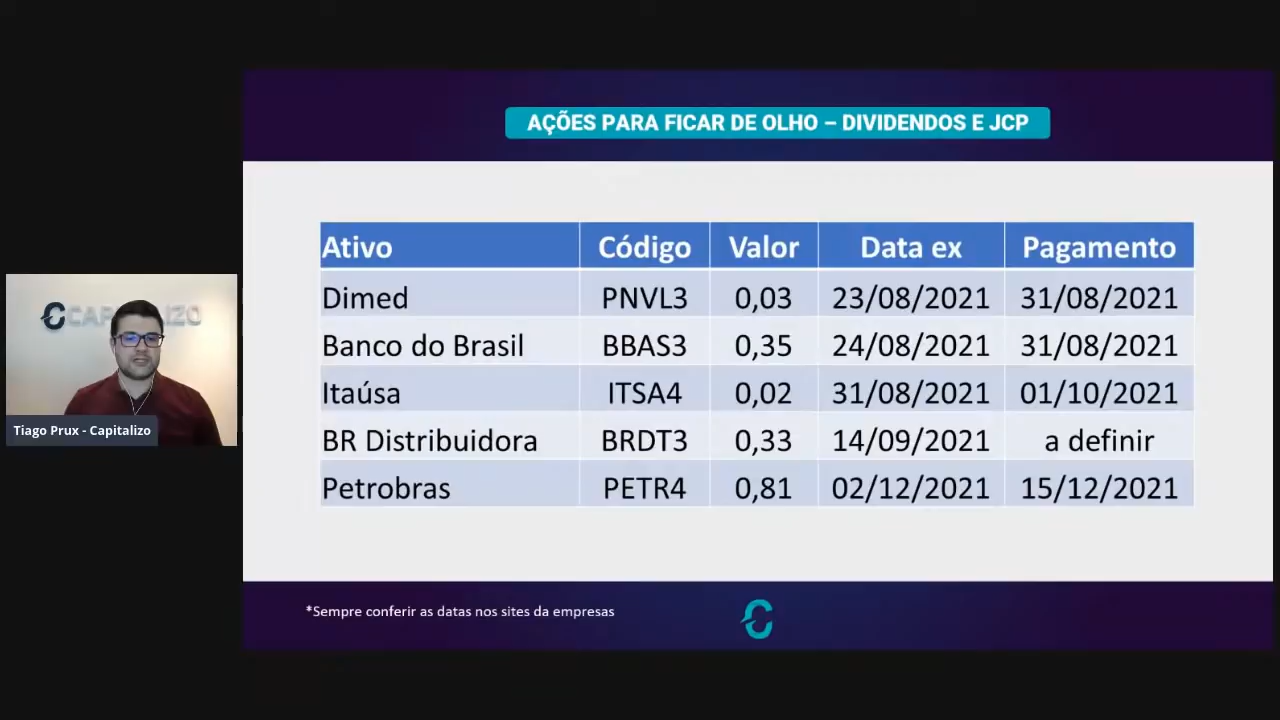 AÇÕES PARA FICAR DE OLHO – DIVIDENDOS E JCP
Ativo Código Valor Data ex Pagamento
Dimed PNVL3 0,03 23/08/2021 31/08/2021
Banco do Brasil BBAS3 0,35 24/08/2021 31/08/2021
Itaúsa ITSA4 0,02 31/08/2021 01/10/2021
BR Distribuidora BRDT3 0,33 14/09/2021 a definir
Petrobras PETR4 0,81 02/12/2021 15/12/2021
Tiago Prux - Capitalizo
*Sempre conferir as datas nos sites da empresas